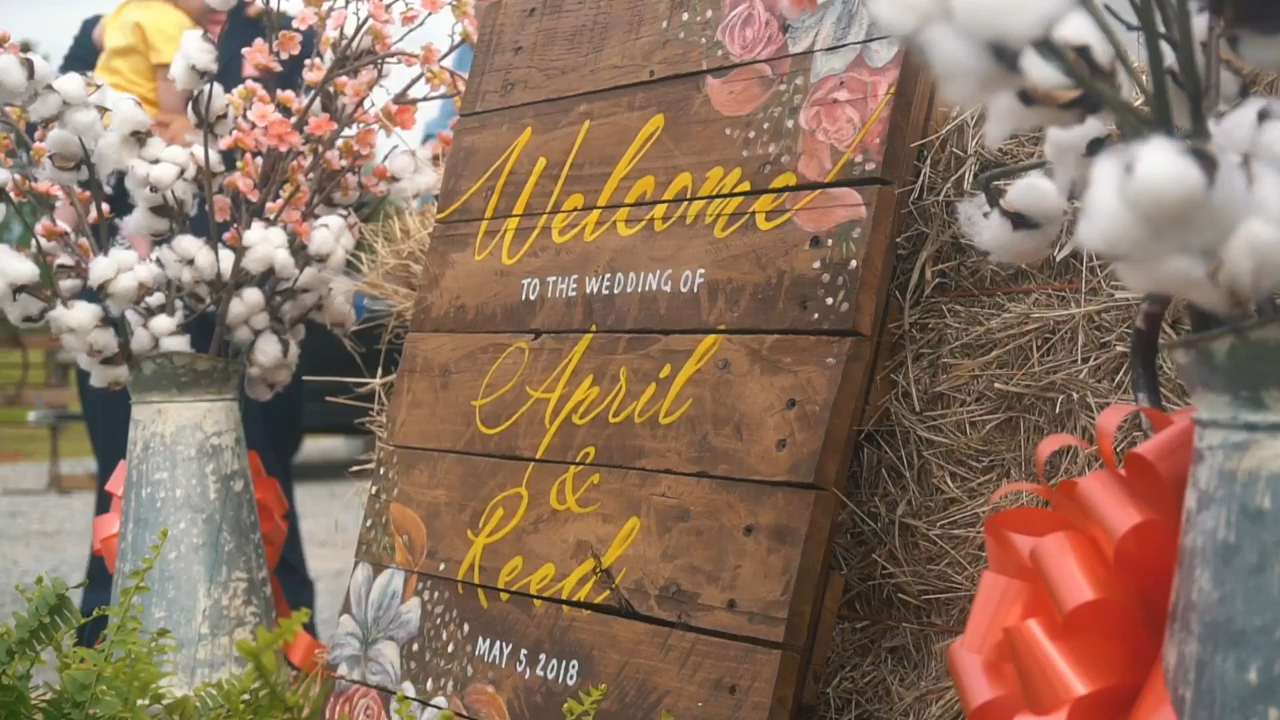 Welcome
TO THE WEDDING OF
April
&
Reed
MAY 5, 2018